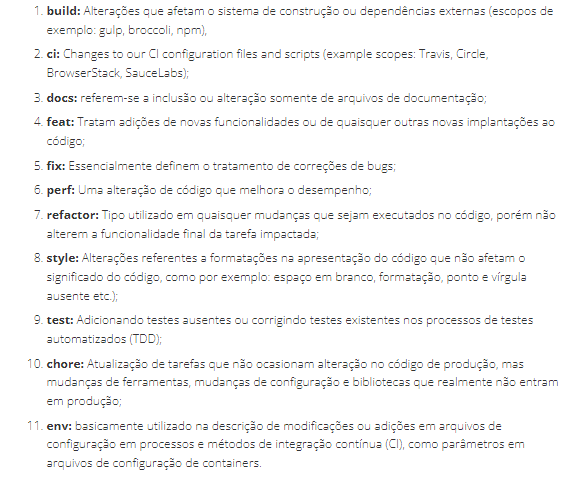 1. build: Alterações que afetam o sistema de construção ou dependências externas (escopos de
exemplo: gulp, broccoli, npm),
2. ci: Changes to our CI configuration files and scripts (example scopes: Travis, Circle,
BrowserStack, SauceLabs);
3. docs: referem-se a inclusão ou alteração somente de arquivos de documentação;
4. feat: Tratam adições de novas funcionalidades ou de quaisquer outras novas implantações ao
código;
5. fix: Essencialmente definem o tratamento de correções de bugs;
6. perf: Uma alteração de código que melhora o desempenho;
7. refactor: Tipo utilizado em quaisquer mudanças que sejam executados no código, porém não
alterem a funcionalidade final da tarefa impactada;
8. style: Alterações referentes a formatações na apresentação do código que não afetam o
significado do código, como por exemplo: espaço em branco, formatação, ponto e vírgula
ausente etc.);
9. test: Adicionando testes ausentes ou corrigindo testes existentes nos processos de testes
automatizados (TDD);
10. chore: Atualização de tarefas que não ocasionam alteração no código de produção, mas
mudanças de ferramentas, mudanças de configuração e bibliotecas que realmente não entram
em produção;
11. env: basicamente utilizado na descrição de modificações ou adições em arquivos de
configuração em processos e métodos de integração contínua (CI), como parâmetros em
arquivos de configuração de containers.